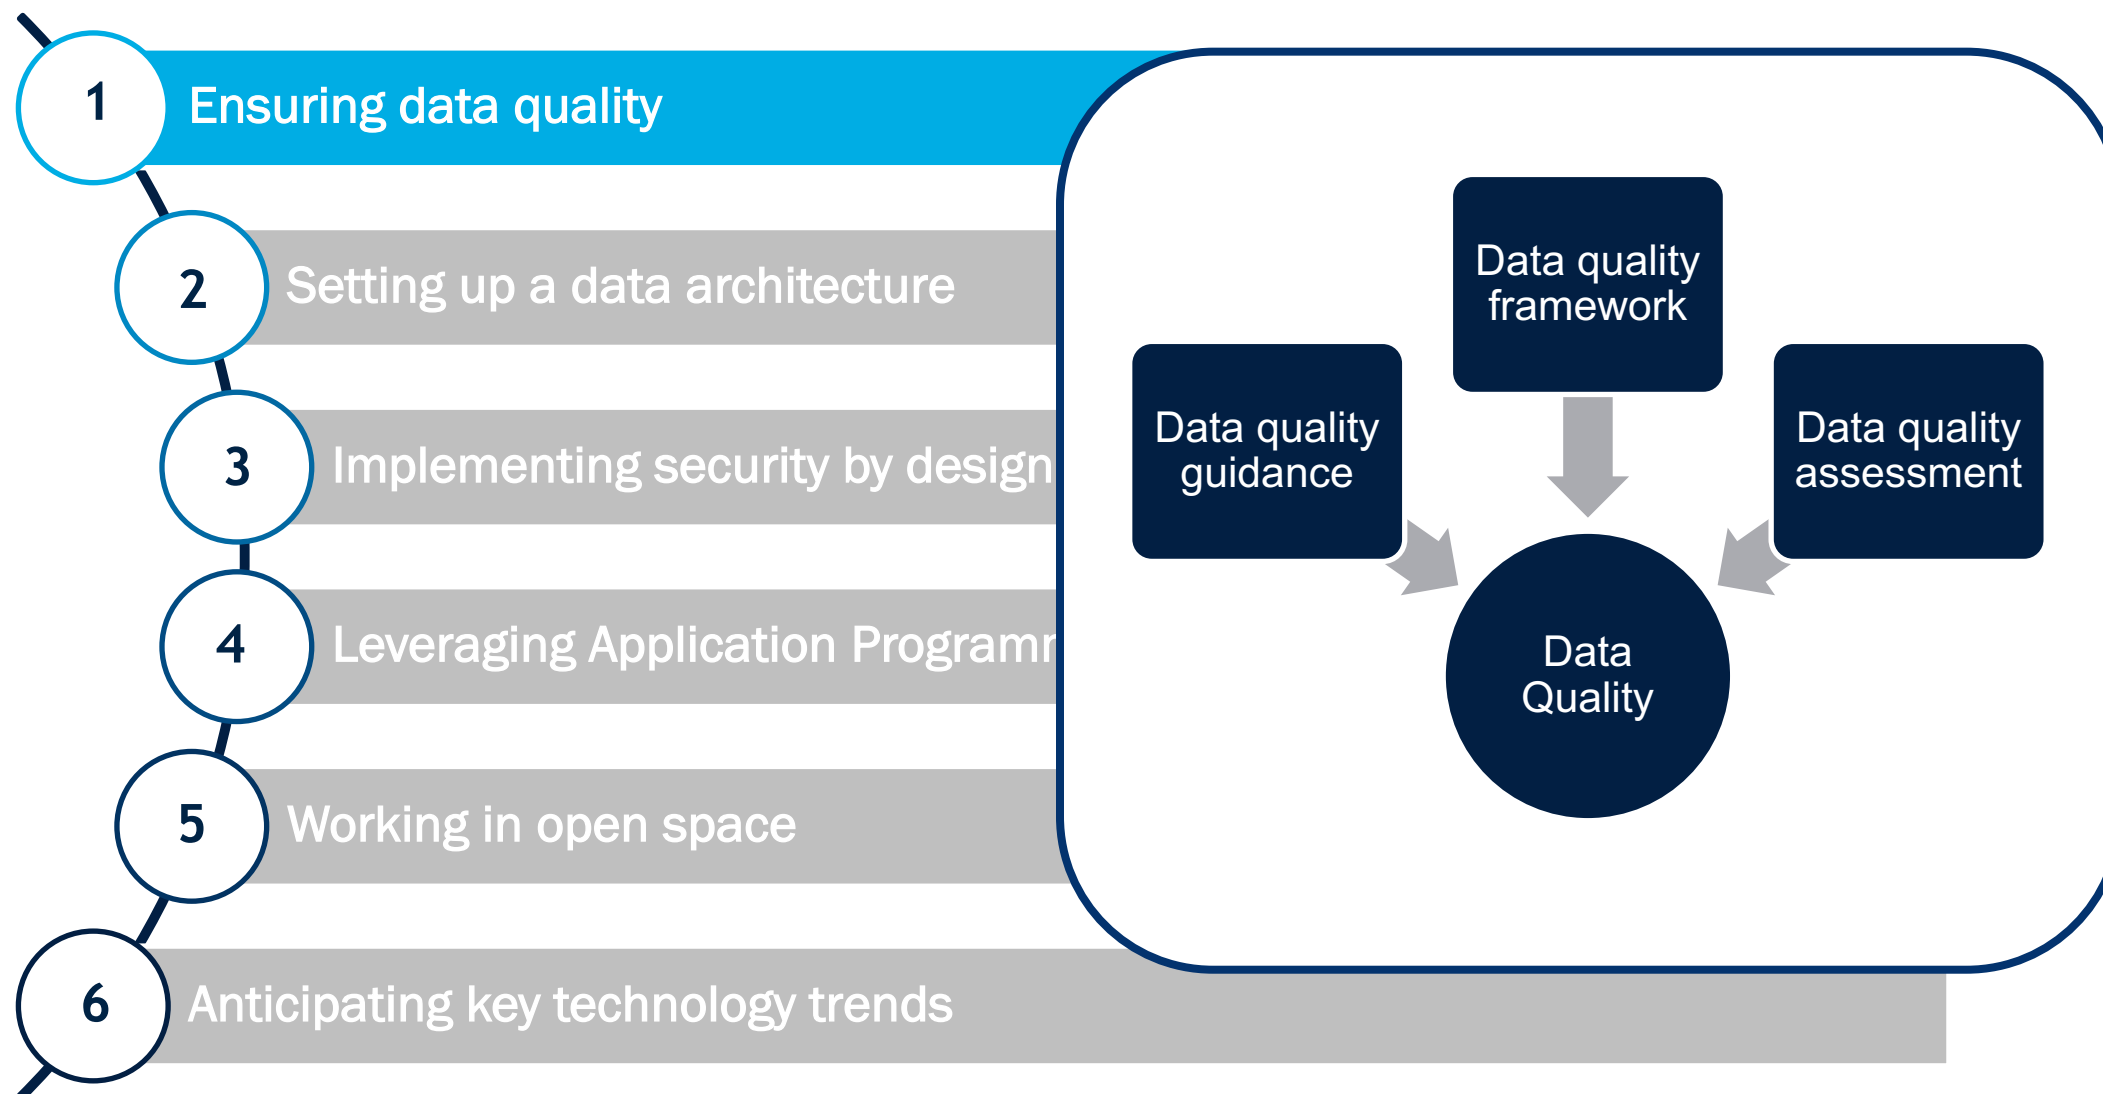 1
Ensuring data quality
2
Setting up a data architecture
3
Implementing security by design
4
Leveraging Application
5
Working in open space
6
Anticipating key technology trends
Data quality
framework
Data quality
guidance
Data quality
assessment
Data
Quality